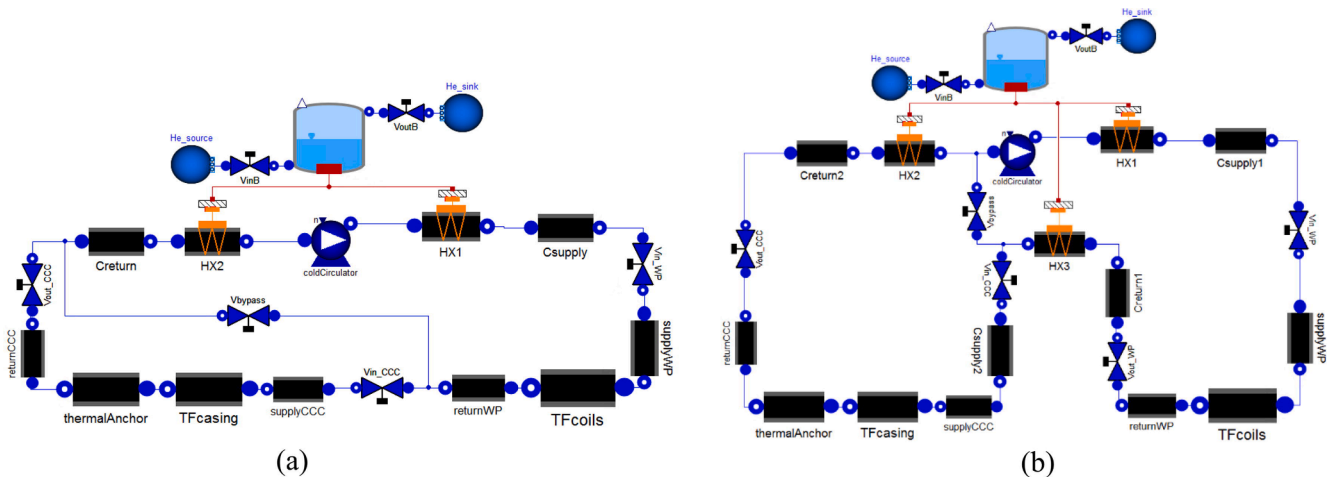 He_sink
VoutB
He_source
VinB
n
Creturn
HX2
coldCirculator
HX1
Csupply
Vin_WP
Vout_CCC
Vbypass
returnCCC
supplyWP
Vin_CCC
thermalAnchor
TFcasing
supplyCCC
returnWP
TFcoils
(a)
He_sink
VoutB
He_source
VinB
n
Creturn2
HX2
coldCirculator
HX1
Csupply1
Vbypass
Vin_WP
Vout_CCC
HX3
Vin_CCC
Creturn1
returnCCC
Csupply2
Vout_WP
supplyWP
thermalAnchor
TFcasing
supplyCCC
returnWP
TFcoils
(b)